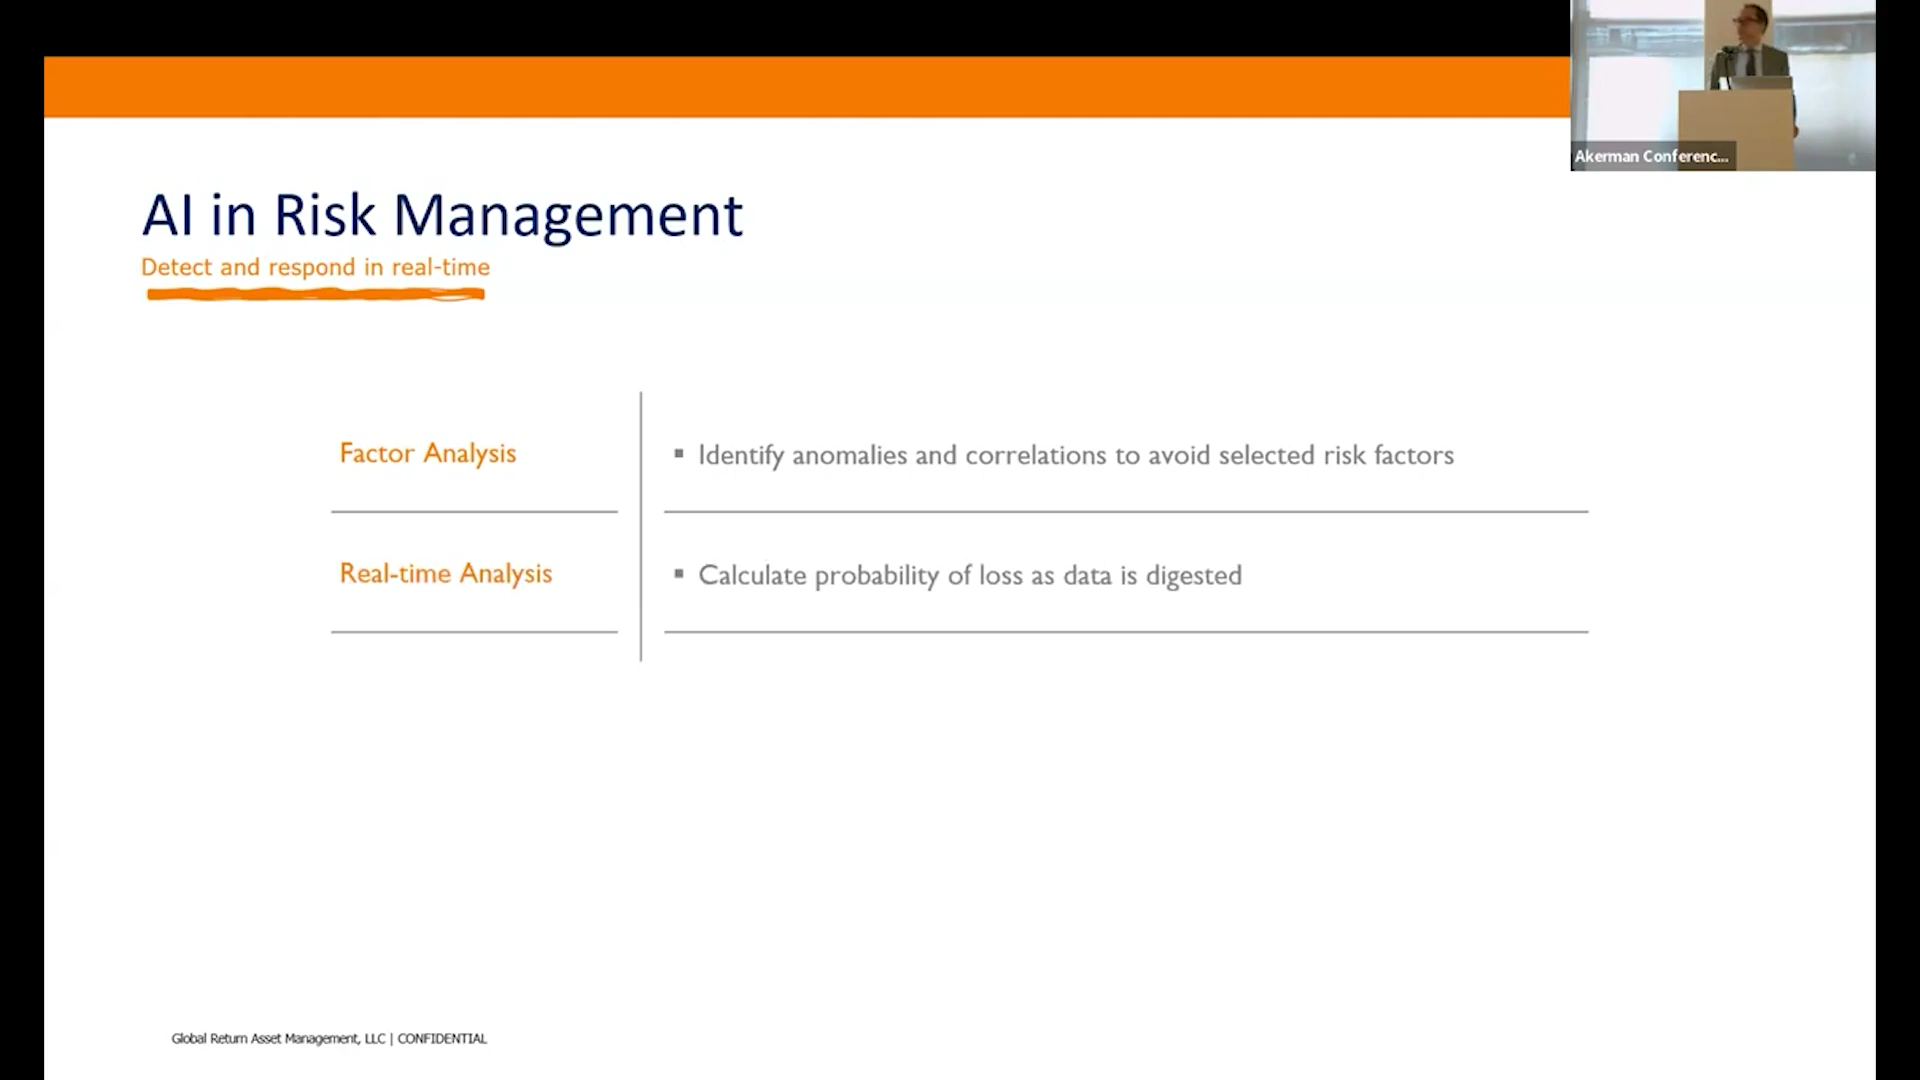 Akerman Conferenc...
AI in Risk Management
Detect and respond in real-time
Factor Analysis
▪ Identify anomalies and correlations to avoid selected risk factors
Real-time Analysis
▪ Calculate probability of loss as data is digested
Global Return Asset Management, LLC | CONFIDENTIAL